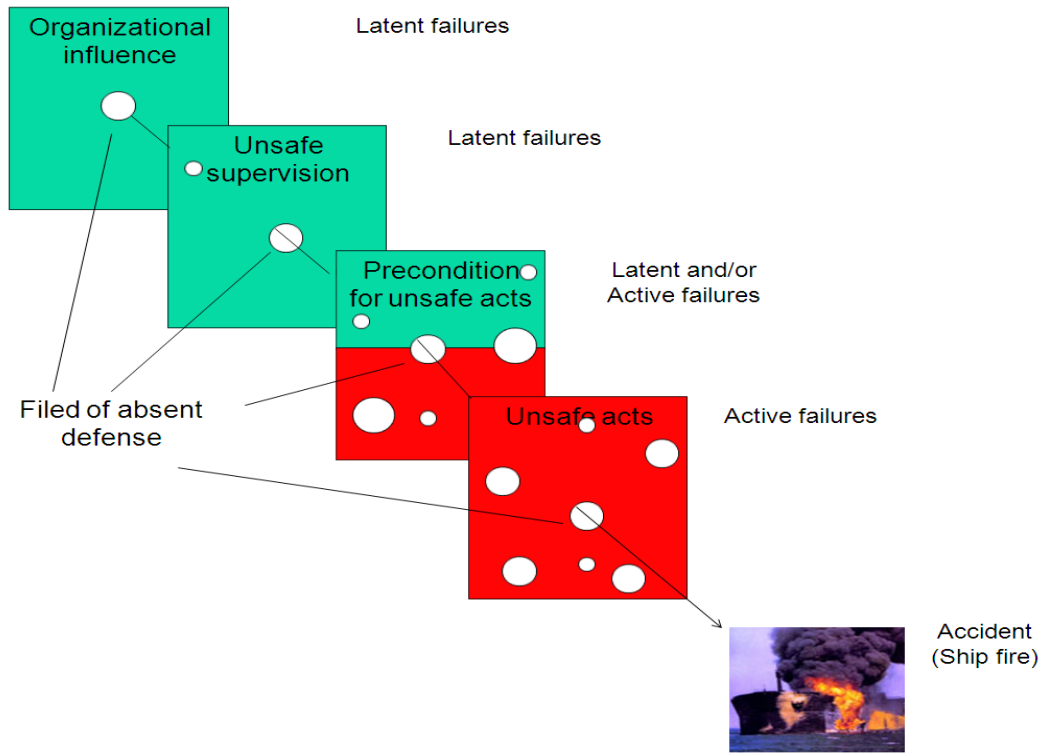 Organizational
influence
Latent failures
Unsafe
supervision
Latent failures
Precondition
for unsafe acts
Latent and/or
Active failures
Filed of absent
defense
Unsafe acts
Active failures
Accident
(Ship fire)